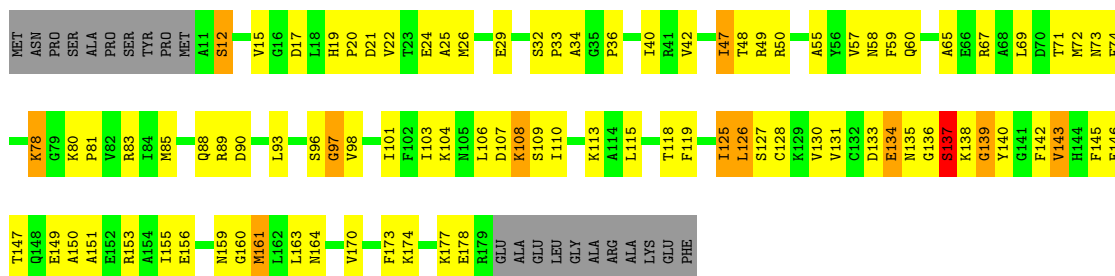 MET ASN PRO SER ALA PRO SER TYR PRO MET A11 S12 V15 G16 D17 L18 H19 P20 D21 V22 T23 E24 A25 M26 E29 S32 P33 A34 G35 P36 I40 R41 V42 I47 T48 R49 R50 A55 Y56 V57 N58 F59 Q60 A65 E66 R67 A68 L69 D70 T71 M72 N73 F74
K78 G79 K80 P81 V82 R83 I84 M85 Q88 R89 D90 L93 S96 G97 V98 I101 F102 I103 K104 N105 L106 D107 K108 S109 I110 K113 A114 L115 T118 F119 I125 L126 S127 C128 K129 V130 V131 C132 D133 E134 N135 G136 S137 K138 G139 Y140 G141 F142 V143 H144 F145 E146
T147 Q148 E149 A150 A151 E152 R153 A154 I155 E156 N159 G160 M161 L162 L163 N164 V170 F173 K174 K177 E178 R179 GLU ALA GLU LEU GLY ALA ARG ALA LYS GLU PHE